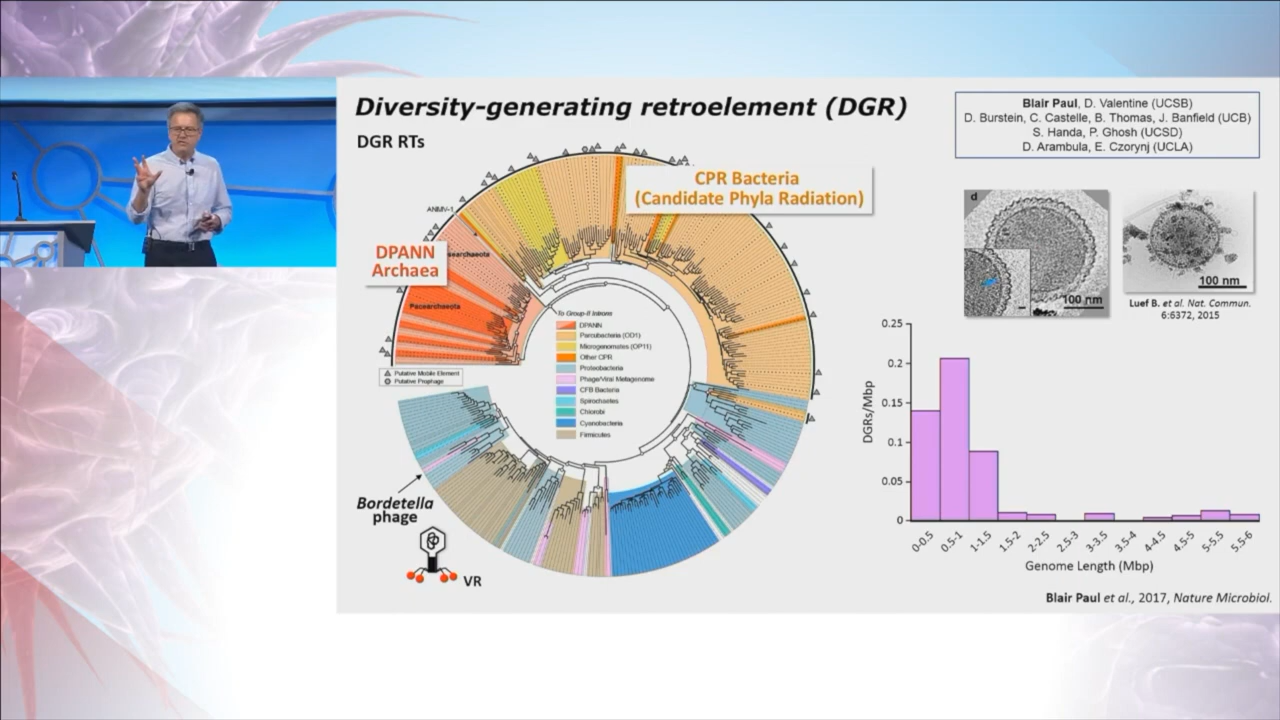 Diversity-generating retroelement (DGR)
DGR RTs
Blair Paul, D. Valentine (UCSB)
D. Burstein, C. Castelle, B. Thomas, J. Banfield (UCB)
S. Handa, P. Ghosh (UCSD)
D. Arambula, E. Czorynj (UCLA)
CPR Bacteria
(Candidate Phyla Radiation)
ANMV-1
DPANN
Archaea
searchaeota
Pacearchaeota
To Group-II Introns
DPANN
Parcubacteria (OD1)
Microgenomates (OP11)
Other CPR
Proteobacteria
Phage/Viral Metagenome
CFB Bacteria
Spirochaetes
Chlorobi
Cyanobacteria
Firmicutes
Putative Mobile Element
Putative Prophage
Bordetella
phage
VR
d
100 nm
100 nm
Luef B. et al. Nat. Commun.
6:6372, 2015
DGRs/Mbp
0.25
0.2
0.15
0.1
0.05
0
0-0.5
0.5-1
1-1.5
1.5-2
2-2.5
2.5-3
3-3.5
3.5-4
4-4.5
4.5-5
5-5.5
5.5-6
Genome Length (Mbp)
Blair Paul et al., 2017, Nature Microbiol.